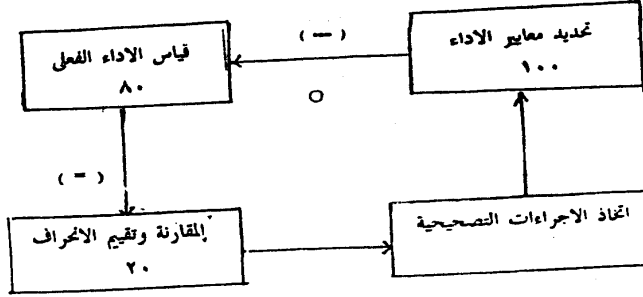 تحديد معايير الاداء
١٠٠
( — )
قياس الاداء الفعلى
٨٠
( = )
المقارنة وتقييم الانحراف
٢٠
اتخاذ الاجراءات التصحيحية